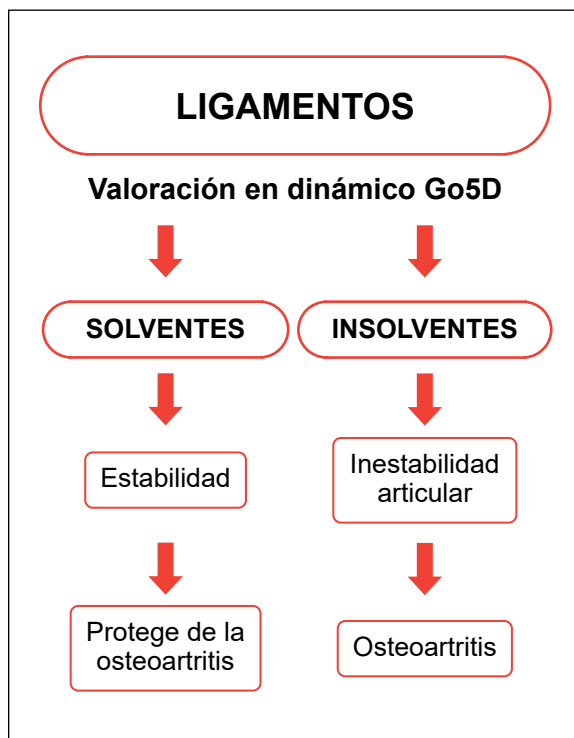 LIGAMENTOS
Valoración en dinámico Go5D
SOLVENTES
INSOLVENTES
Estabilidad
Inestabilidad
articular
Protege de la
osteoartritis
Osteoartritis